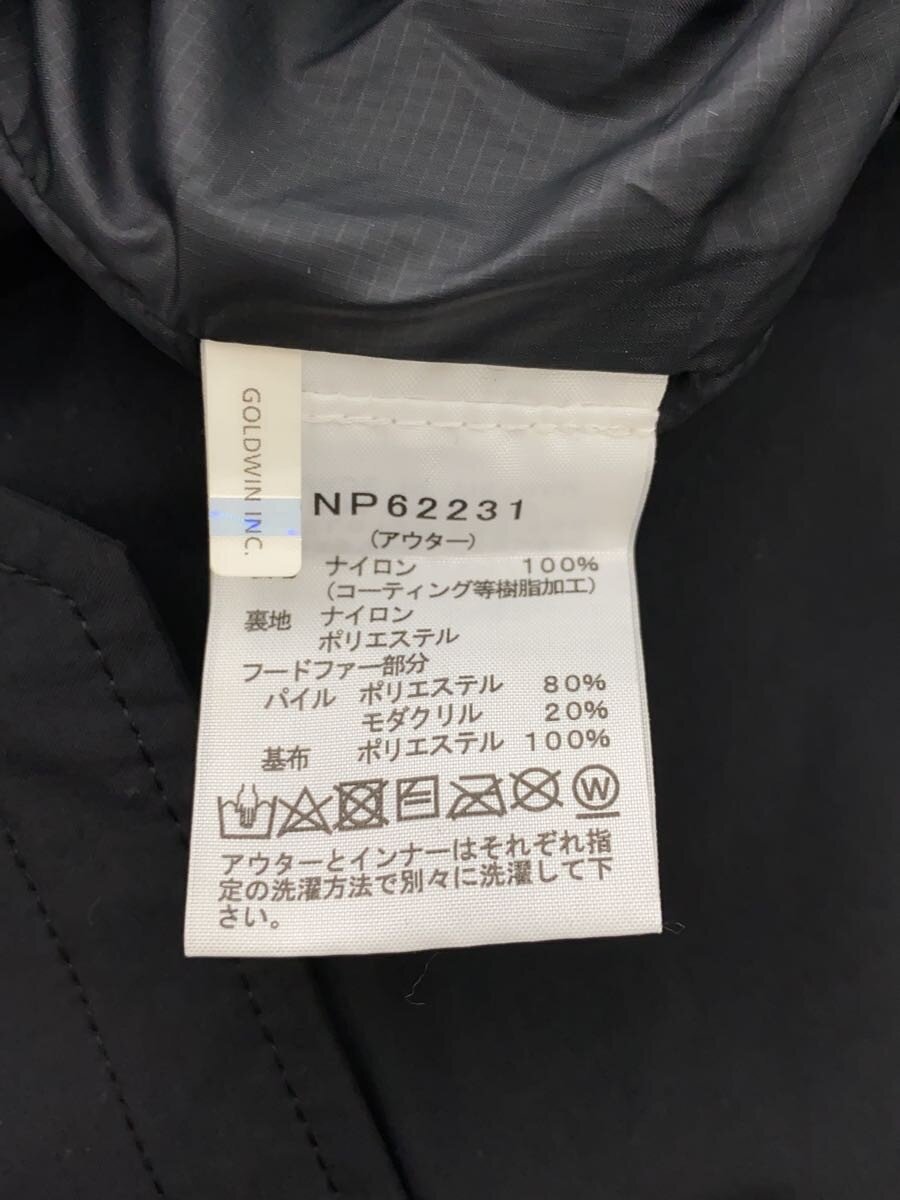 GOLDWIN INC.
NP62231
(アウター)
ナイロン 100%
(コーティング等樹脂加工)
裏地 ナイロン
ポリエステル
フードファー部分
パイル ポリエステル 80%
モダクリル 20%
基布 ポリエステル 100%
W
アウターとインナーはそれぞれ指
定の洗濯方法で別々に洗濯して下
さい。